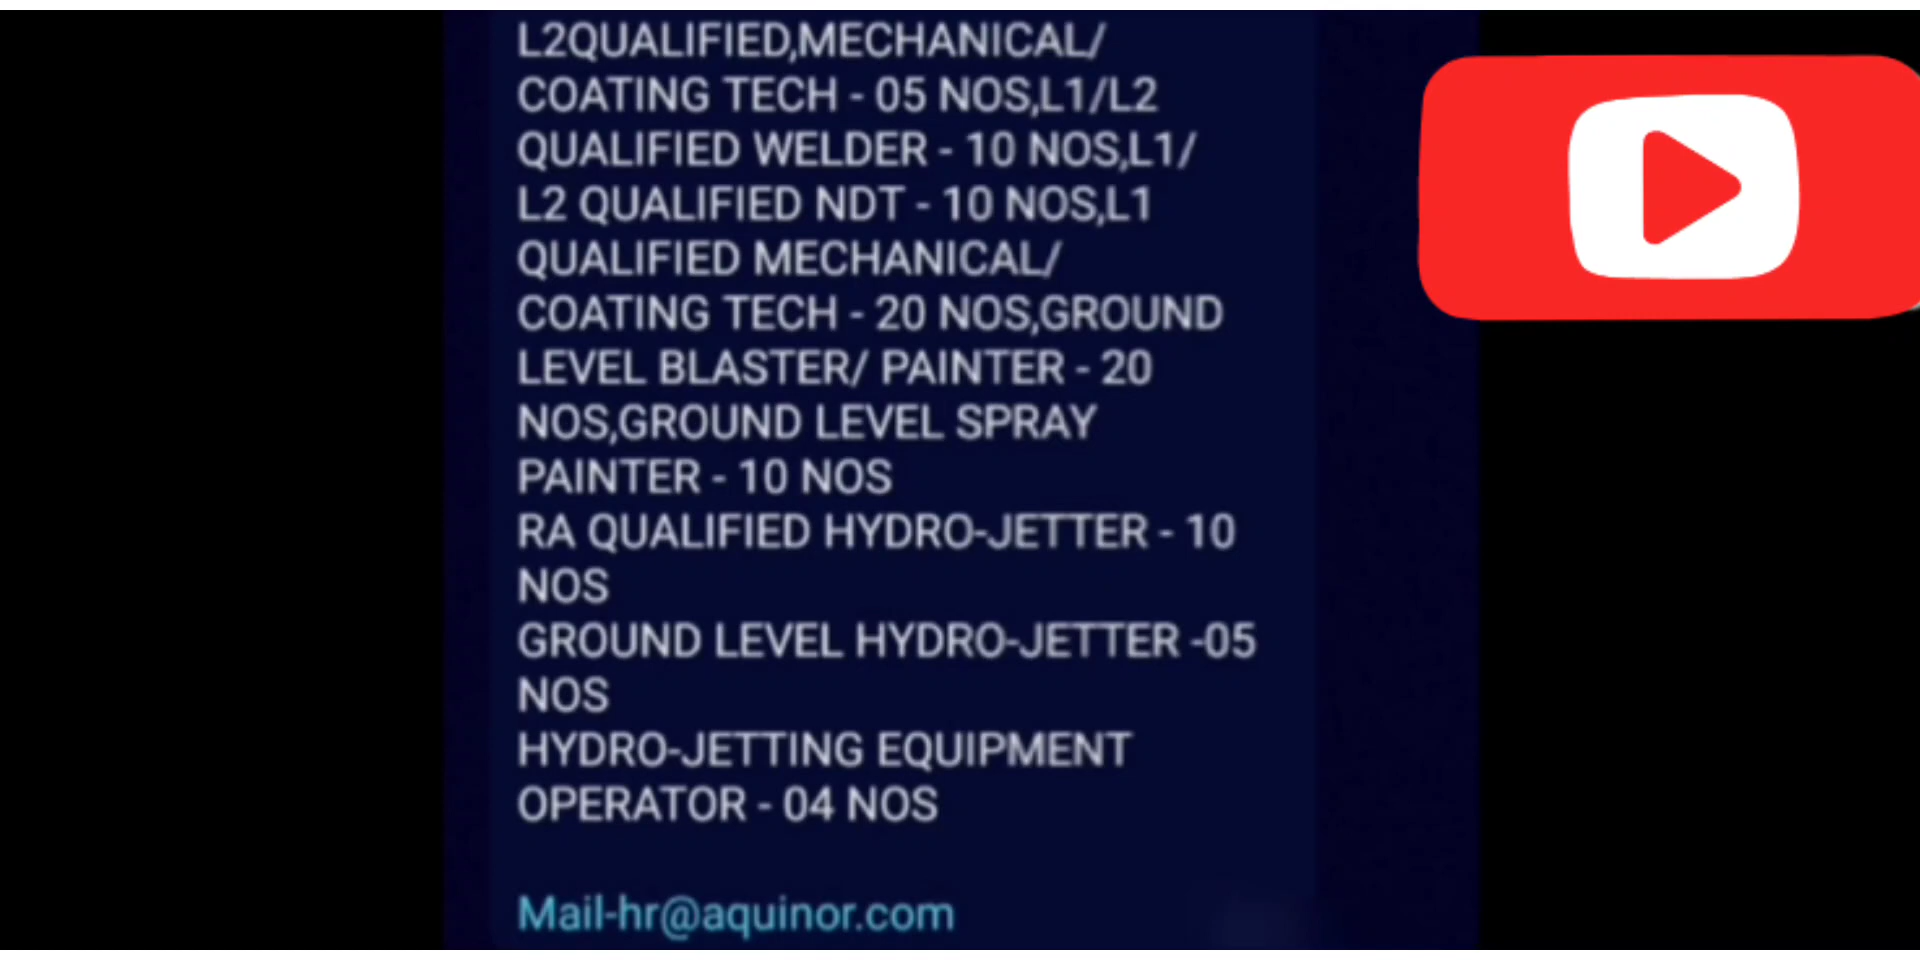 L2QUALIFIED,MECHANICAL/
COATING TECH - 05 NOS,L1/L2
QUALIFIED WELDER - 10 NOS,L1/
L2 QUALIFIED NDT - 10 NOS,L1
QUALIFIED MECHANICAL/
COATING TECH - 20 NOS,GROUND
LEVEL BLASTER/ PAINTER - 20
NOS,GROUND LEVEL SPRAY
PAINTER - 10 NOS
RA QUALIFIED HYDRO-JETTER - 10
NOS
GROUND LEVEL HYDRO-JETTER -05
NOS
HYDRO-JETTING EQUIPMENT
OPERATOR - 04 NOS
Mail-hr@aquinor.com